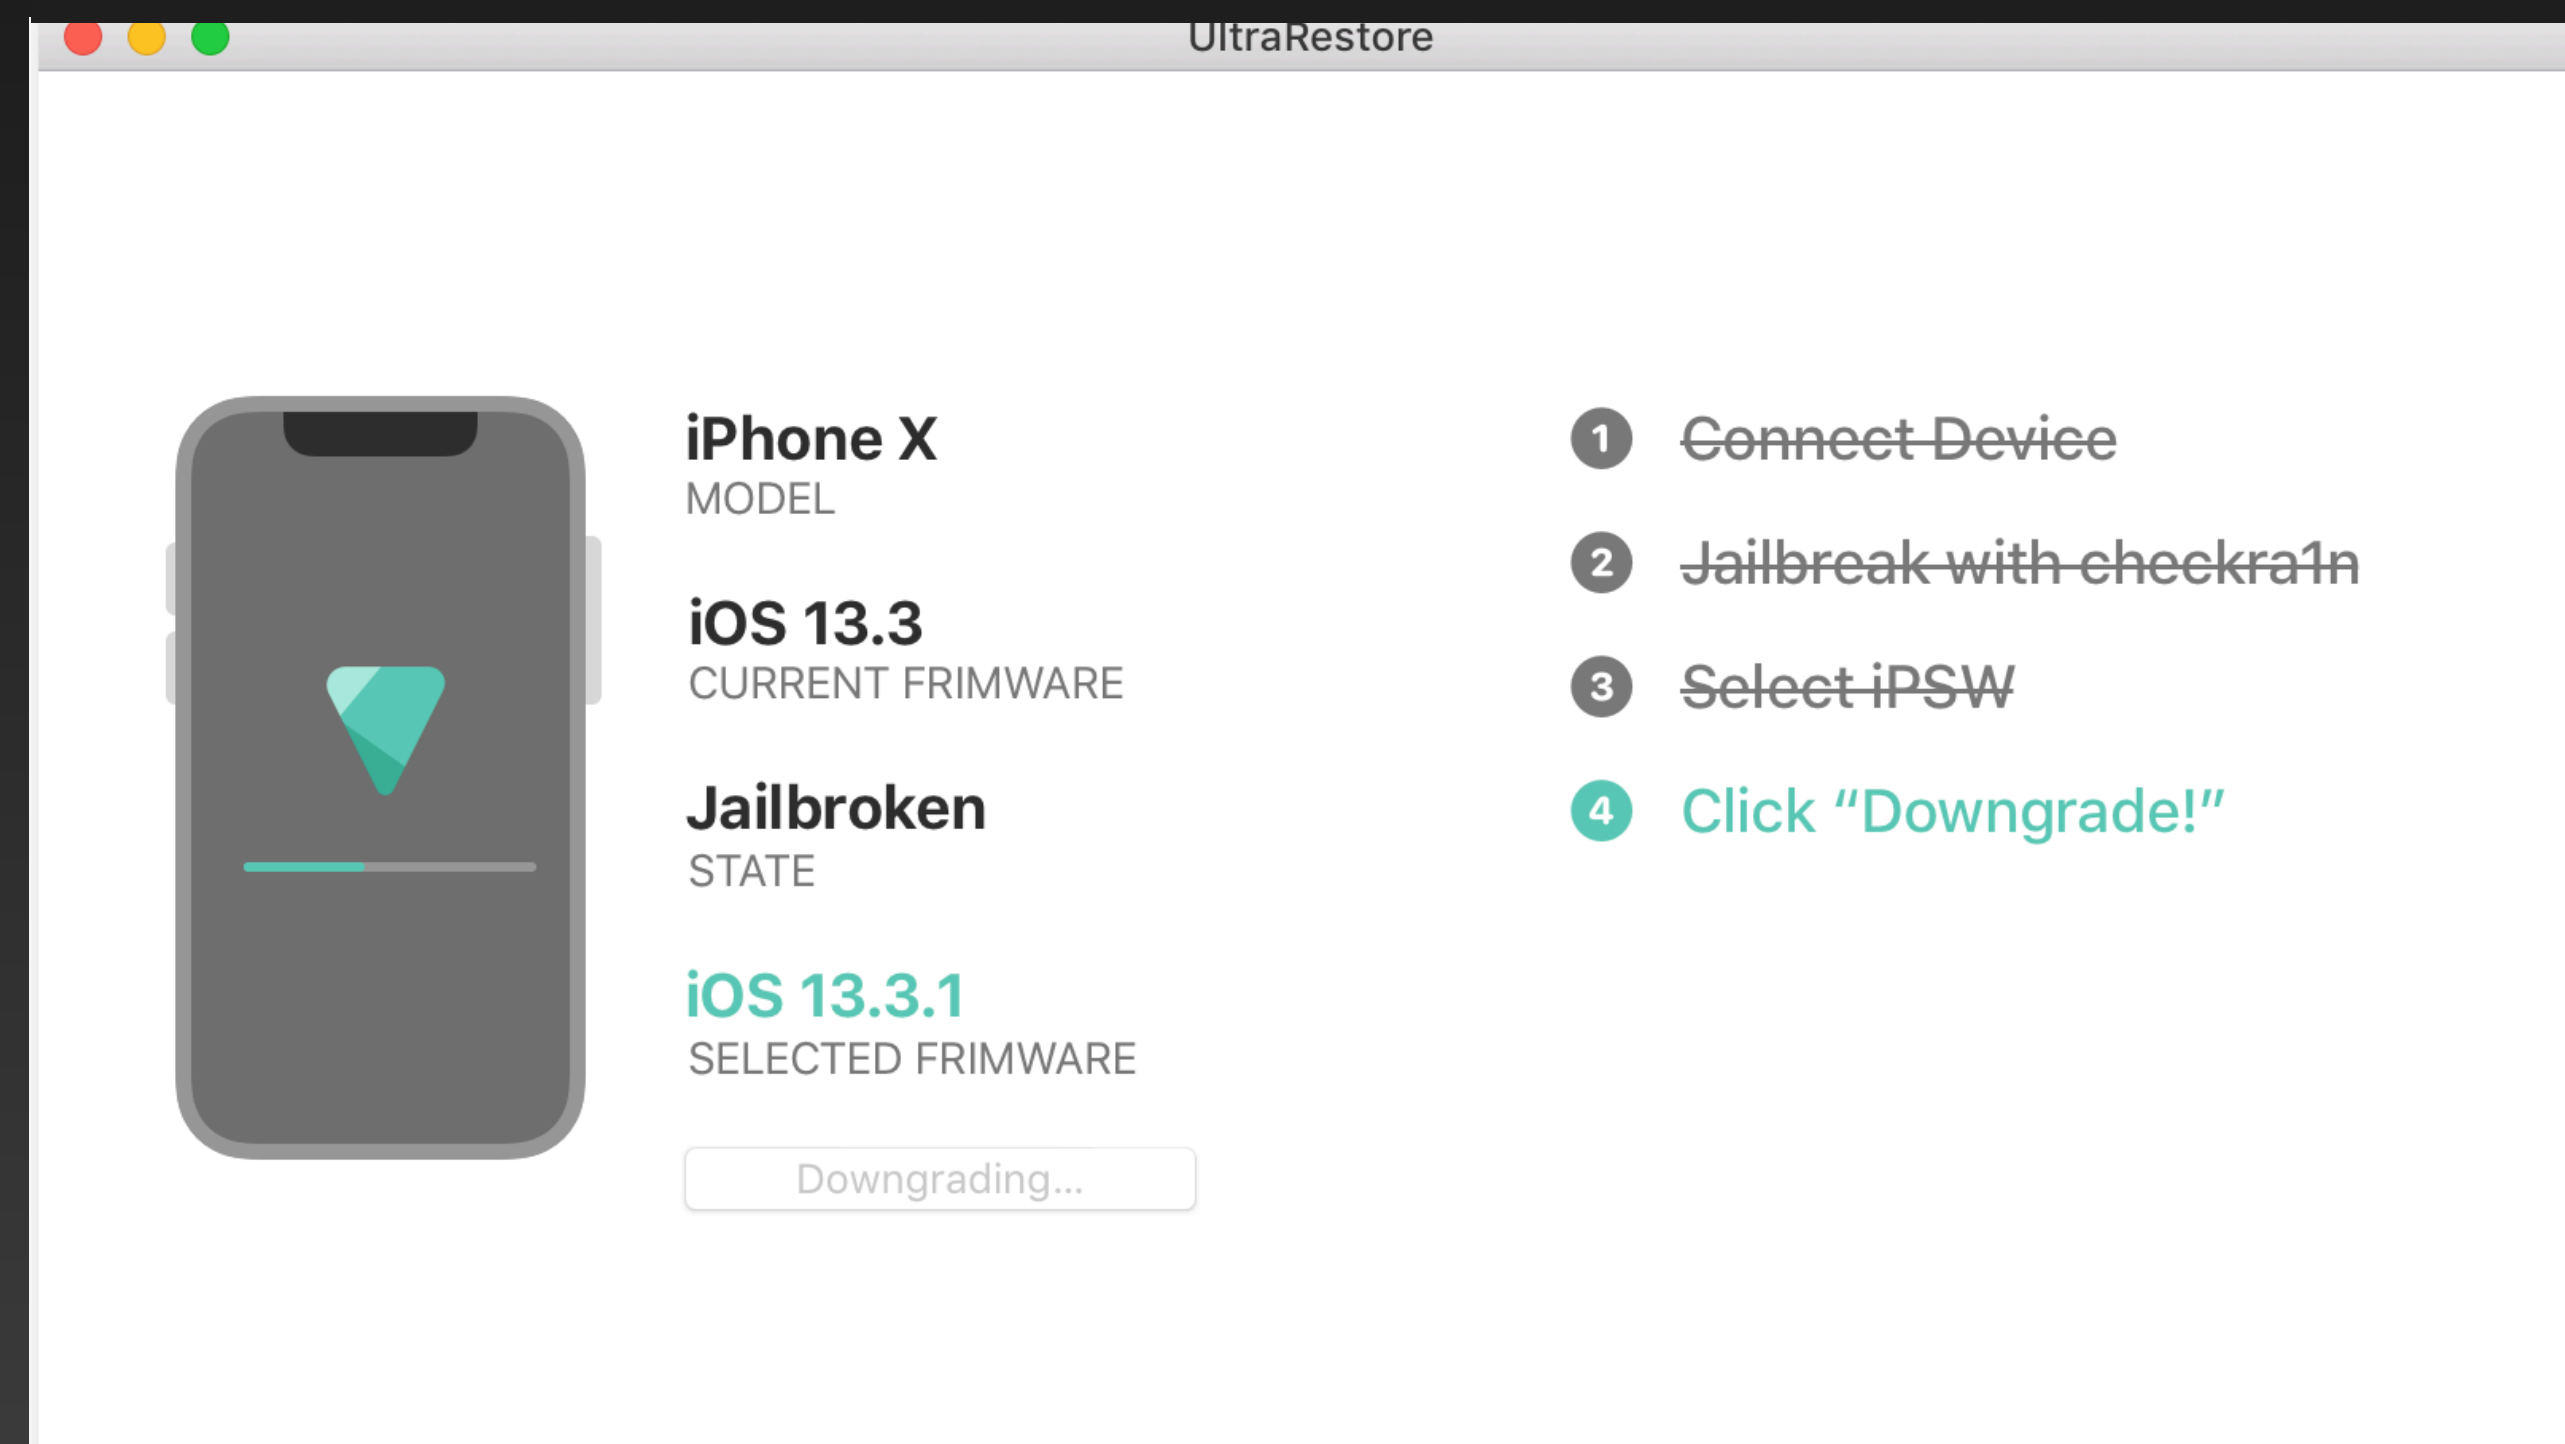 UltraRestore
iPhone X
MODEL
iOS 13.3
CURRENT FRIMWARE
Jailbroken
STATE
iOS 13.3.1
SELECTED FRIMWARE
Downgrading...
1 Connect Device
2 Jailbreak with checkra1n
3 Select iPSW
4 Click “Downgrade!”